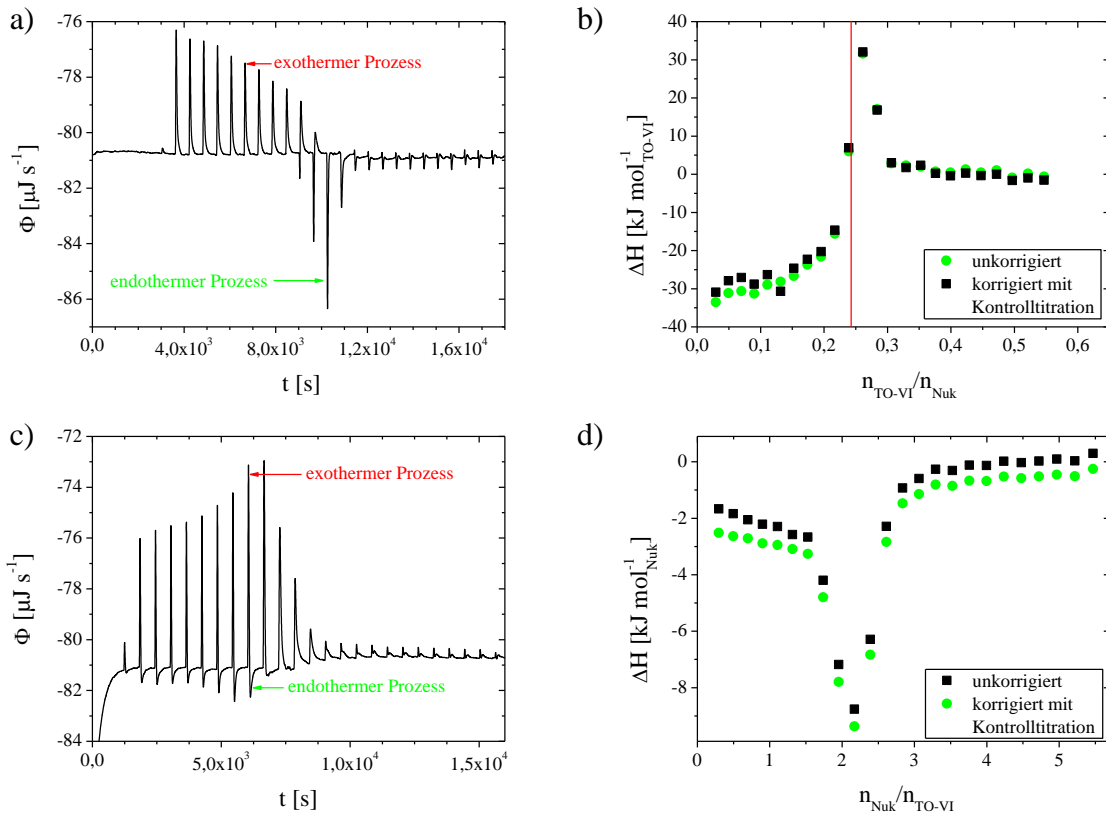 a)
-76
-78
-80
-82
-84
-86
Φ [µJ s⁻¹]
exothermer Prozess
endothermer Prozess
0,0 4,0x10³ 8,0x10³ 1,2x10⁴ 1,6x10⁴
t [s]
b)
40
30
20
10
0
-10
-20
-30
-40
ΔH [kJ mol⁻¹TO-VI]
unkorrigiert
korrigiert mit
Kontrolltitration
0,0 0,1 0,2 0,3 0,4 0,5 0,6
nTO-VI/nNuk
c)
-72
-74
-76
-78
-80
-82
-84
Φ [µJ s⁻¹]
exothermer Prozess
endothermer Prozess
0,0 5,0x10³ 1,0x10⁴ 1,5x10⁴
t [s]
d)
0
-2
-4
-6
-8
ΔH [kJ mol⁻¹Nuk]
unkorrigiert
korrigiert mit
Kontrolltitration
0 1 2 3 4 5
nNuk/nTO-VI